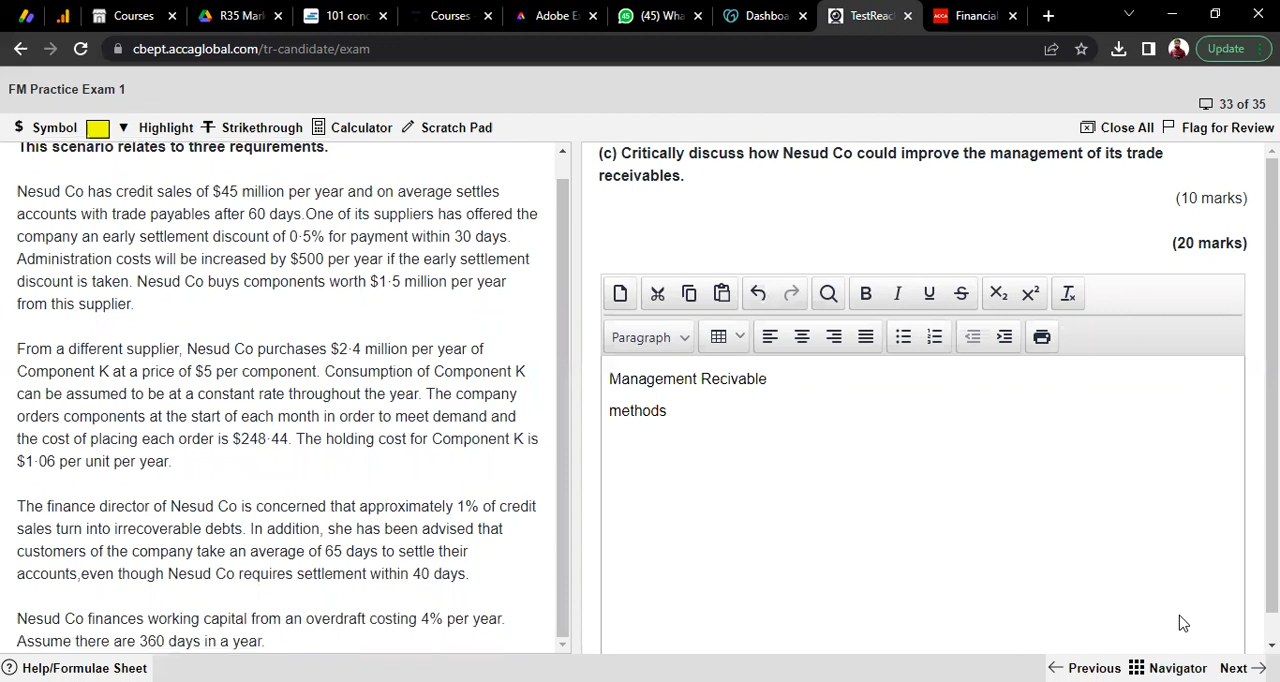 Courses
R35 Mar
101 con
Courses
Adobe E
(45) Wha
Dashboa
TestReac
Financial
cbept.accaglobal.com/tr-candidate/exam
Update
FM Practice Exam 1
33 of 35
$ Symbol
Highlight
Strikethrough
Calculator
Scratch Pad
Close All
Flag for Review
This scenario relates to three requirements.
Nesud Co has credit sales of $45 million per year and on average settles
accounts with trade payables after 60 days.One of its suppliers has offered the
company an early settlement discount of 0·5% for payment within 30 days.
Administration costs will be increased by $500 per year if the early settlement
discount is taken. Nesud Co buys components worth $1·5 million per year
from this supplier.
From a different supplier, Nesud Co purchases $2·4 million per year of
Component K at a price of $5 per component. Consumption of Component K
can be assumed to be at a constant rate throughout the year. The company
orders components at the start of each month in order to meet demand and
the cost of placing each order is $248·44. The holding cost for Component K is
$1·06 per unit per year.
The finance director of Nesud Co is concerned that approximately 1% of credit
sales turn into irrecoverable debts. In addition, she has been advised that
customers of the company take an average of 65 days to settle their
accounts,even though Nesud Co requires settlement within 40 days.
Nesud Co finances working capital from an overdraft costing 4% per year.
Assume there are 360 days in a year.
(c) Critically discuss how Nesud Co could improve the management of its trade
receivables.
(10 marks)
(20 marks)
B I U S X₂ X² Tx
Paragraph
Management Recivable
methods
Help/Formulae Sheet
Previous
Navigator
Next